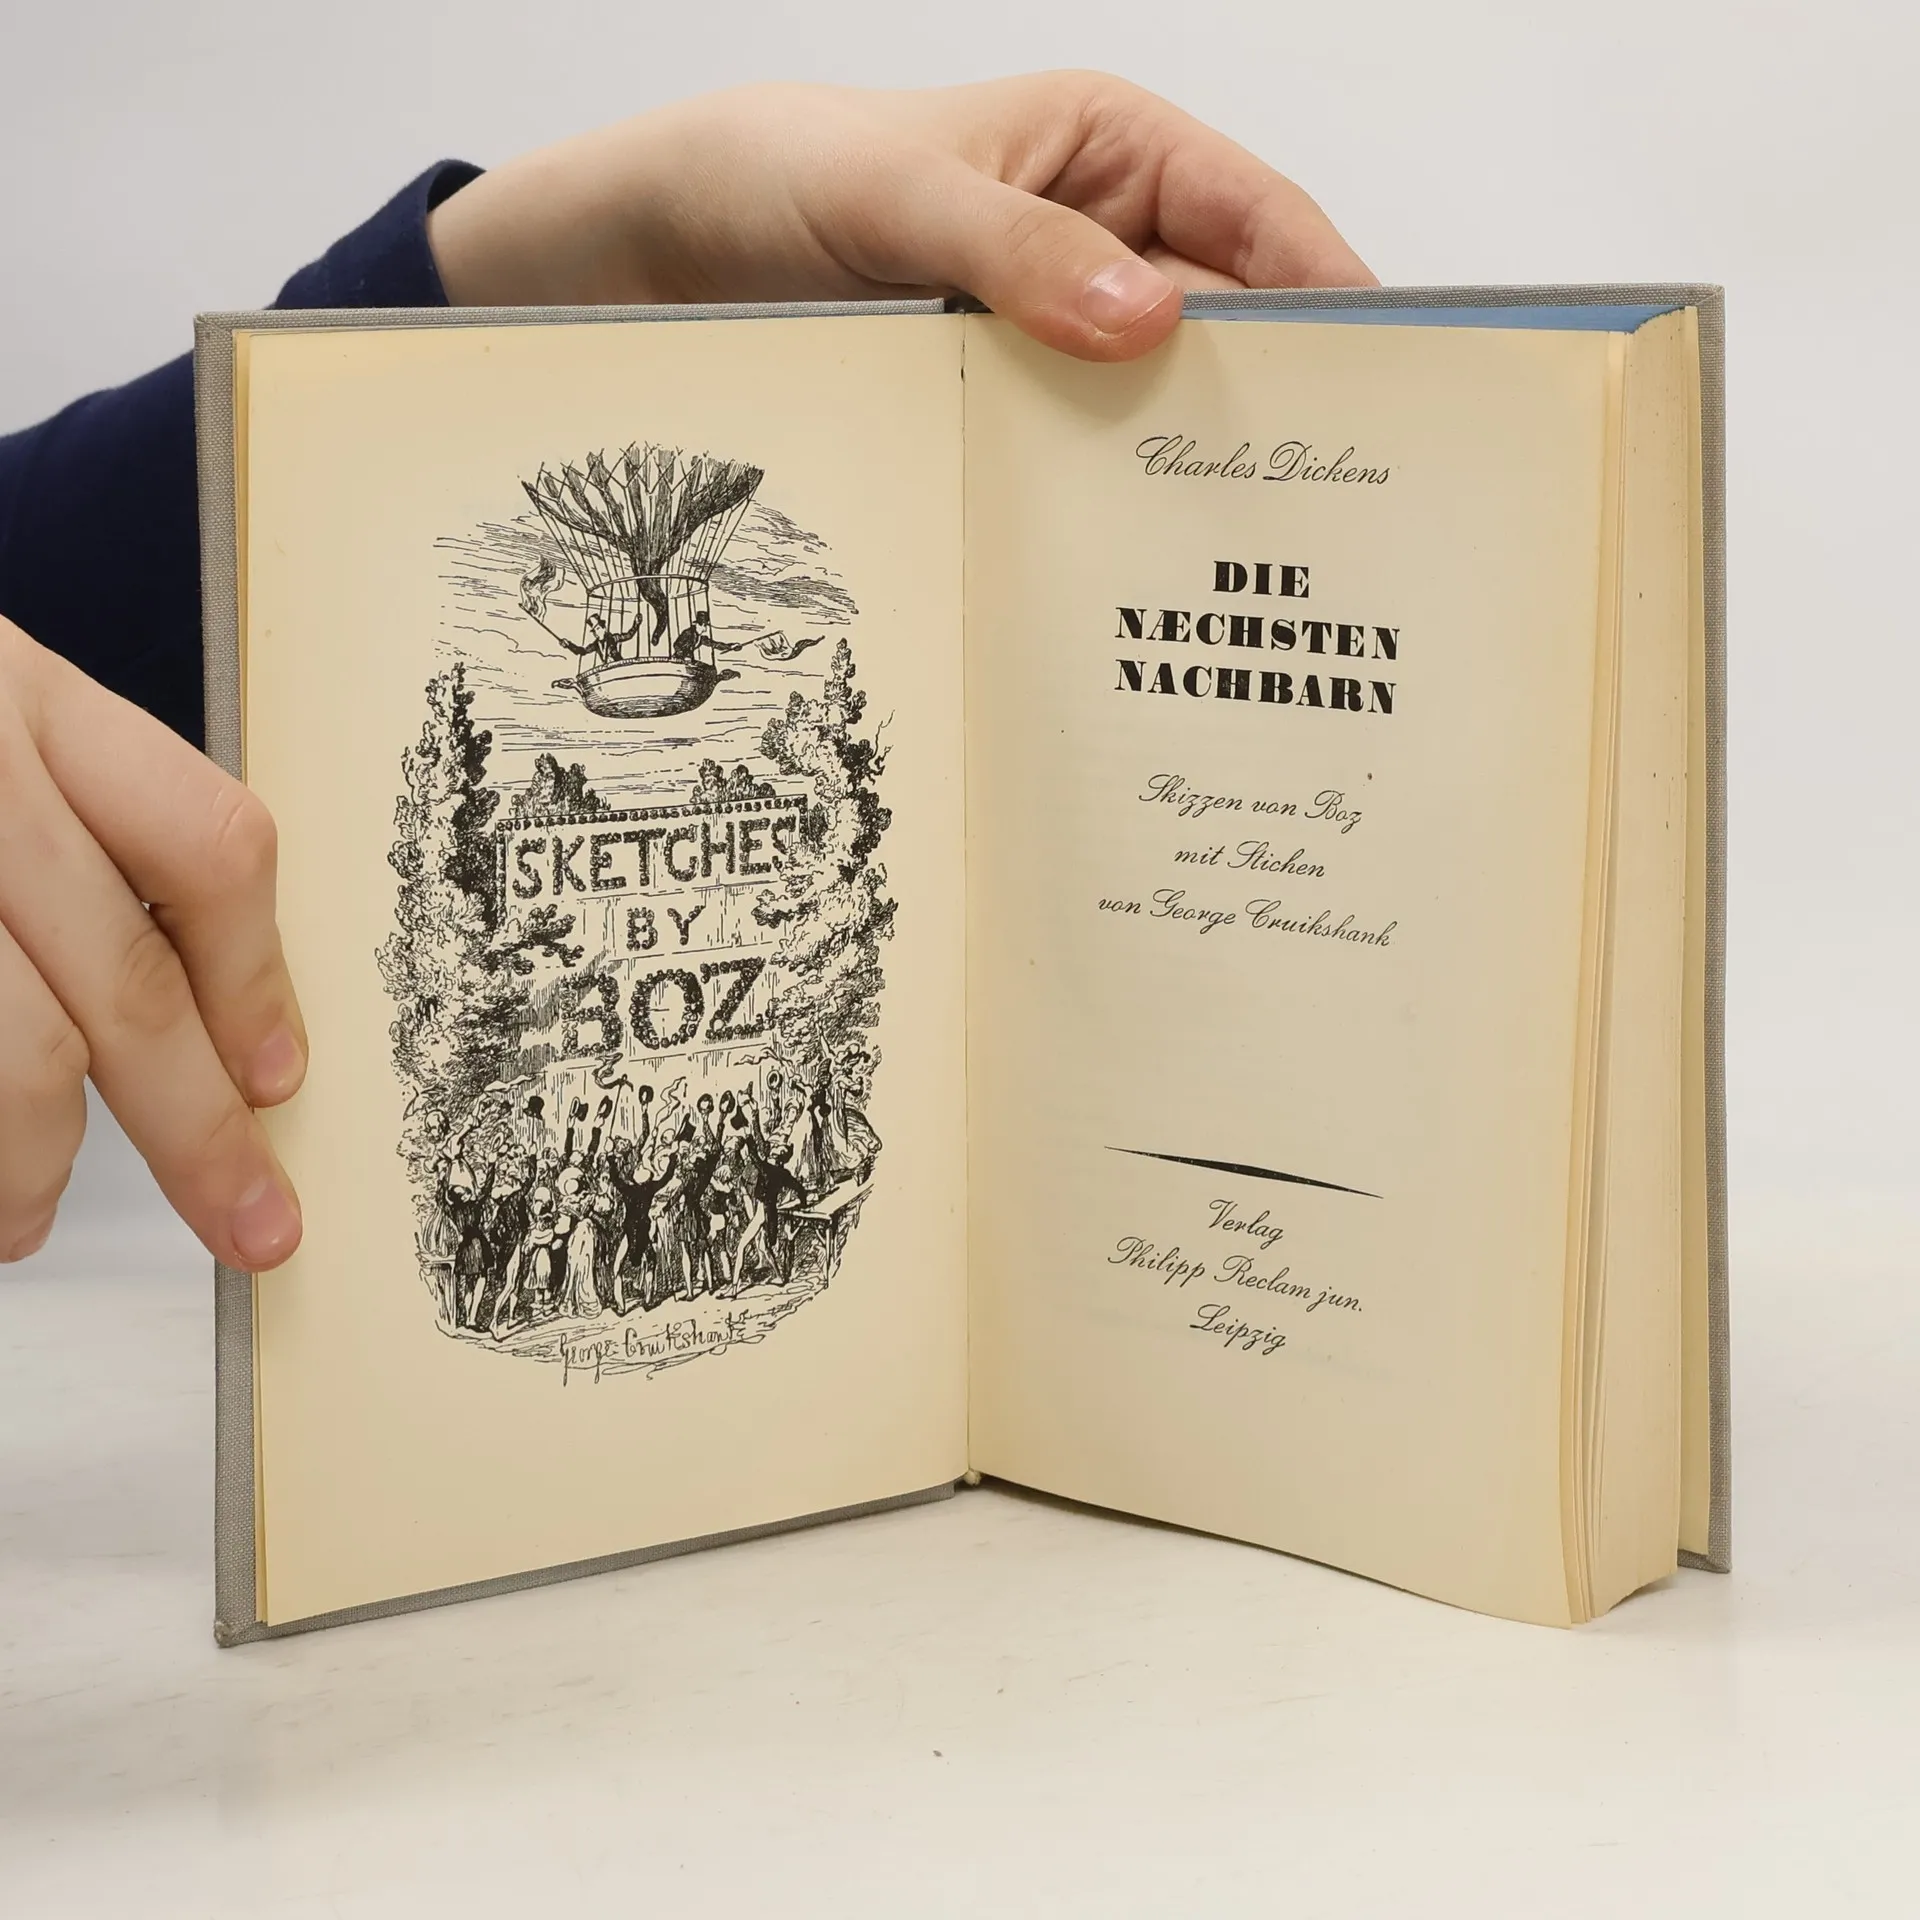 SKETCHES
BY
BOZ
George Cruikshank
Charles Dickens
DIE
NÆCHSTEN
NACHBARN
Skizzen von Boz
mit Stichen
von George Cruikshank
Verlag
Philipp Reclam jun.
Leipzig